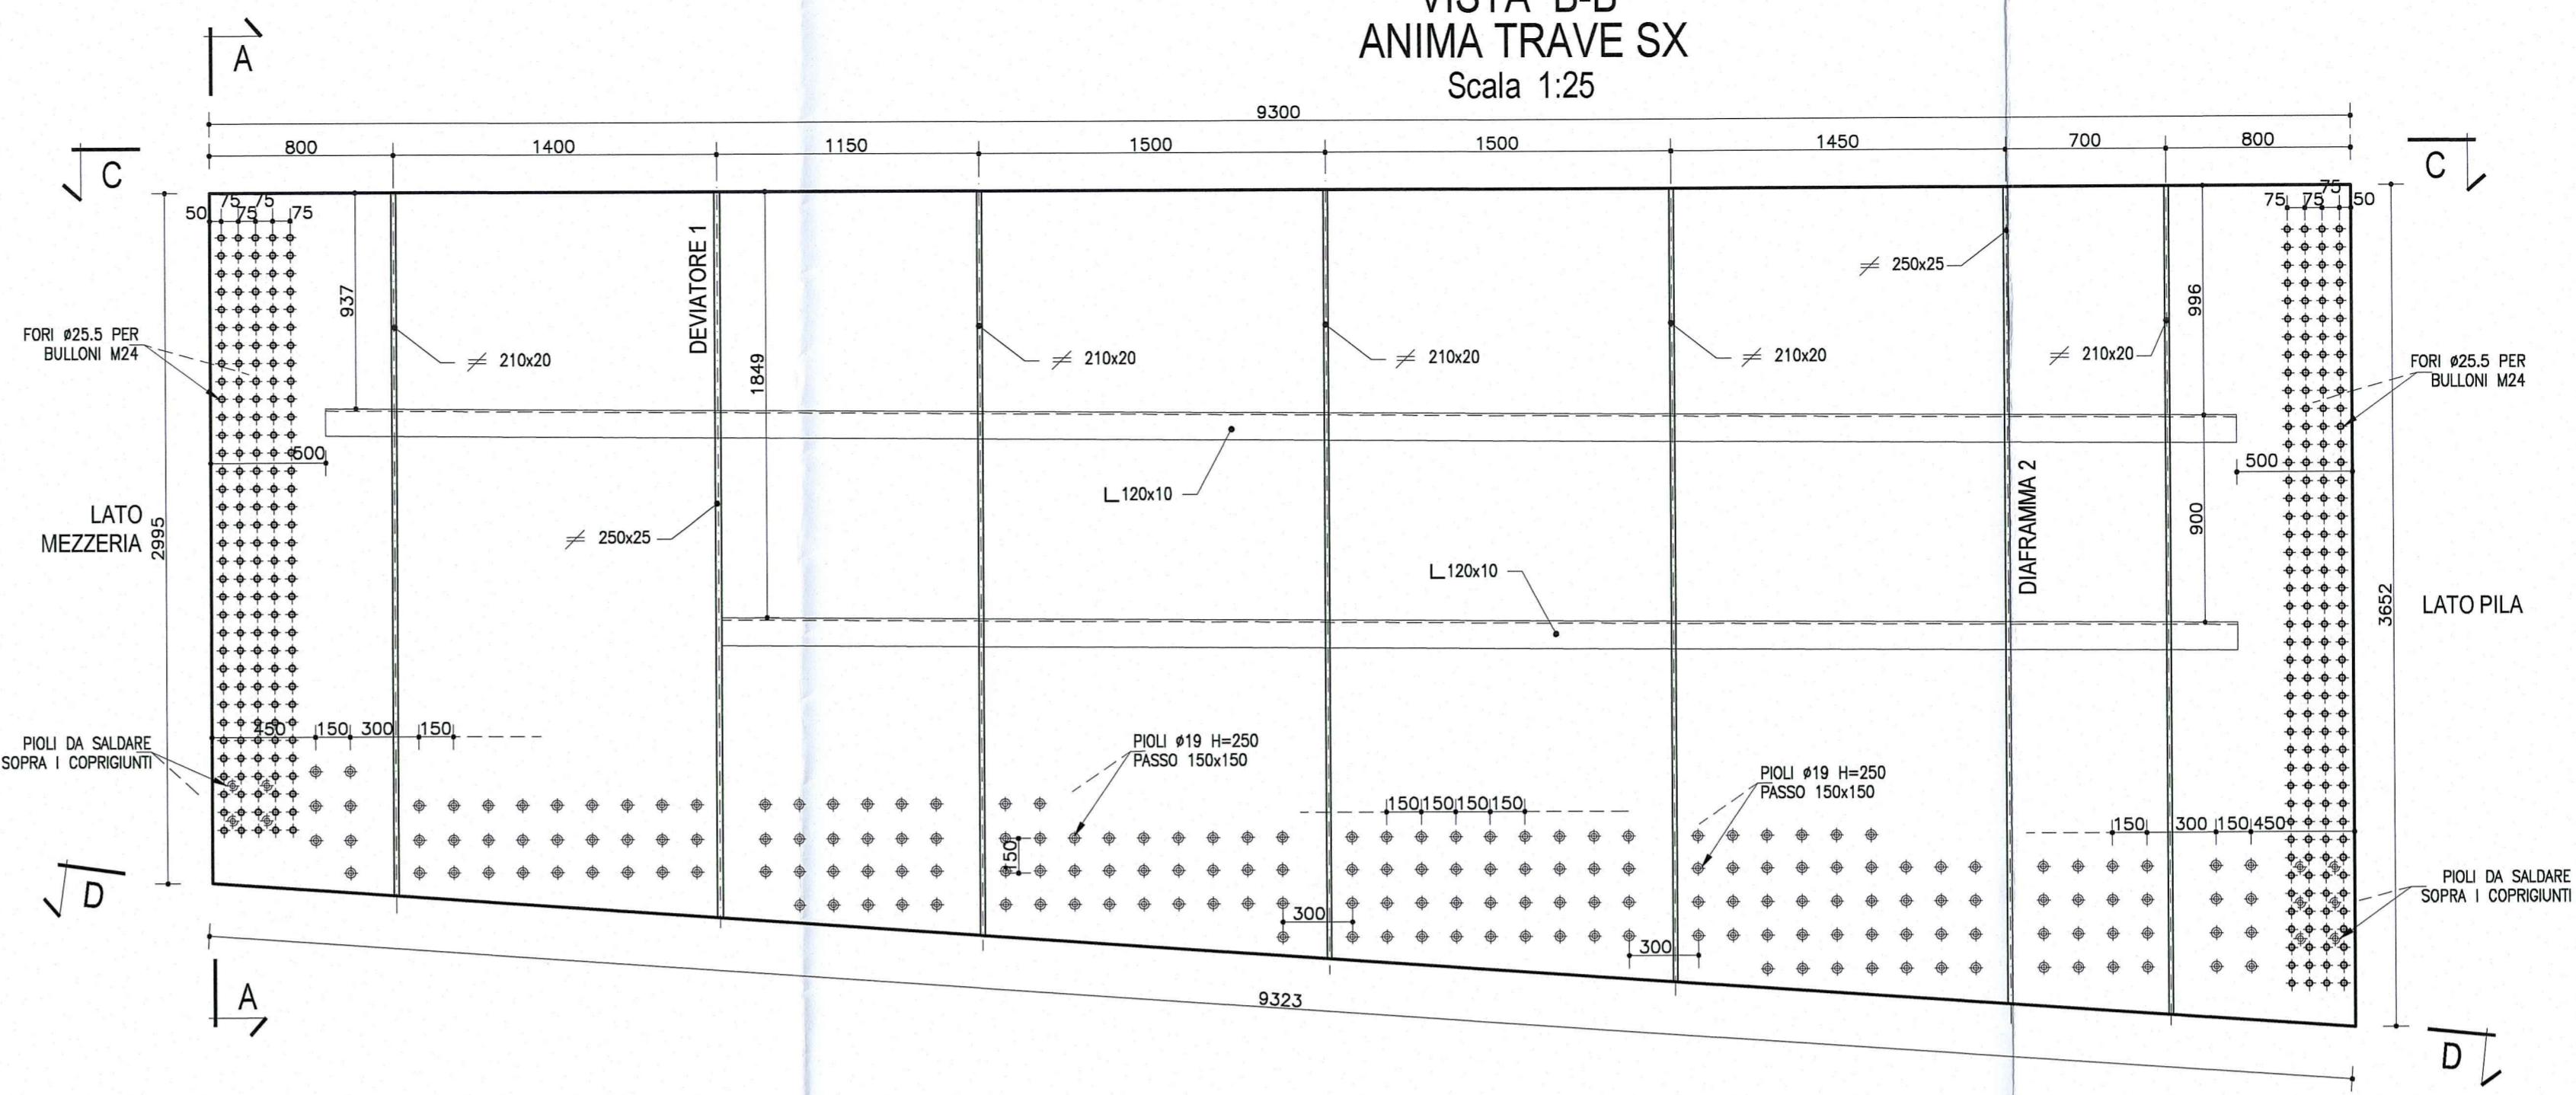 VISTA B-B
ANIMA TRAVE SX
Scala 1:25
A
9300
800 1400 1150 1500 1500 1450 700 800
C
C
50 75 75 75 75
75 75 75 50
937
DEVIATORE 1
1849
250x25
996
FORI ø25.5 PER
BULLONI M24
210x20
210x20
210x20
210x20
210x20
FORI ø25.5 PER
BULLONI M24
500
500
L 120x10
LATO
MEZZERIA
2995
250x25
L 120x10
DIAFRAMMA 2
900
3652
LATO PILA
450 150 300 150
PIOLI DA SALDARE
SOPRA I COPRIGIUNTI
PIOLI ø19 H=250
PASSO 150x150
PIOLI ø19 H=250
PASSO 150x150
150 150 150 150
150 300 150 450
150
300
300
PIOLI DA SALDARE
SOPRA I COPRIGIUNTI
D
A
9323
D